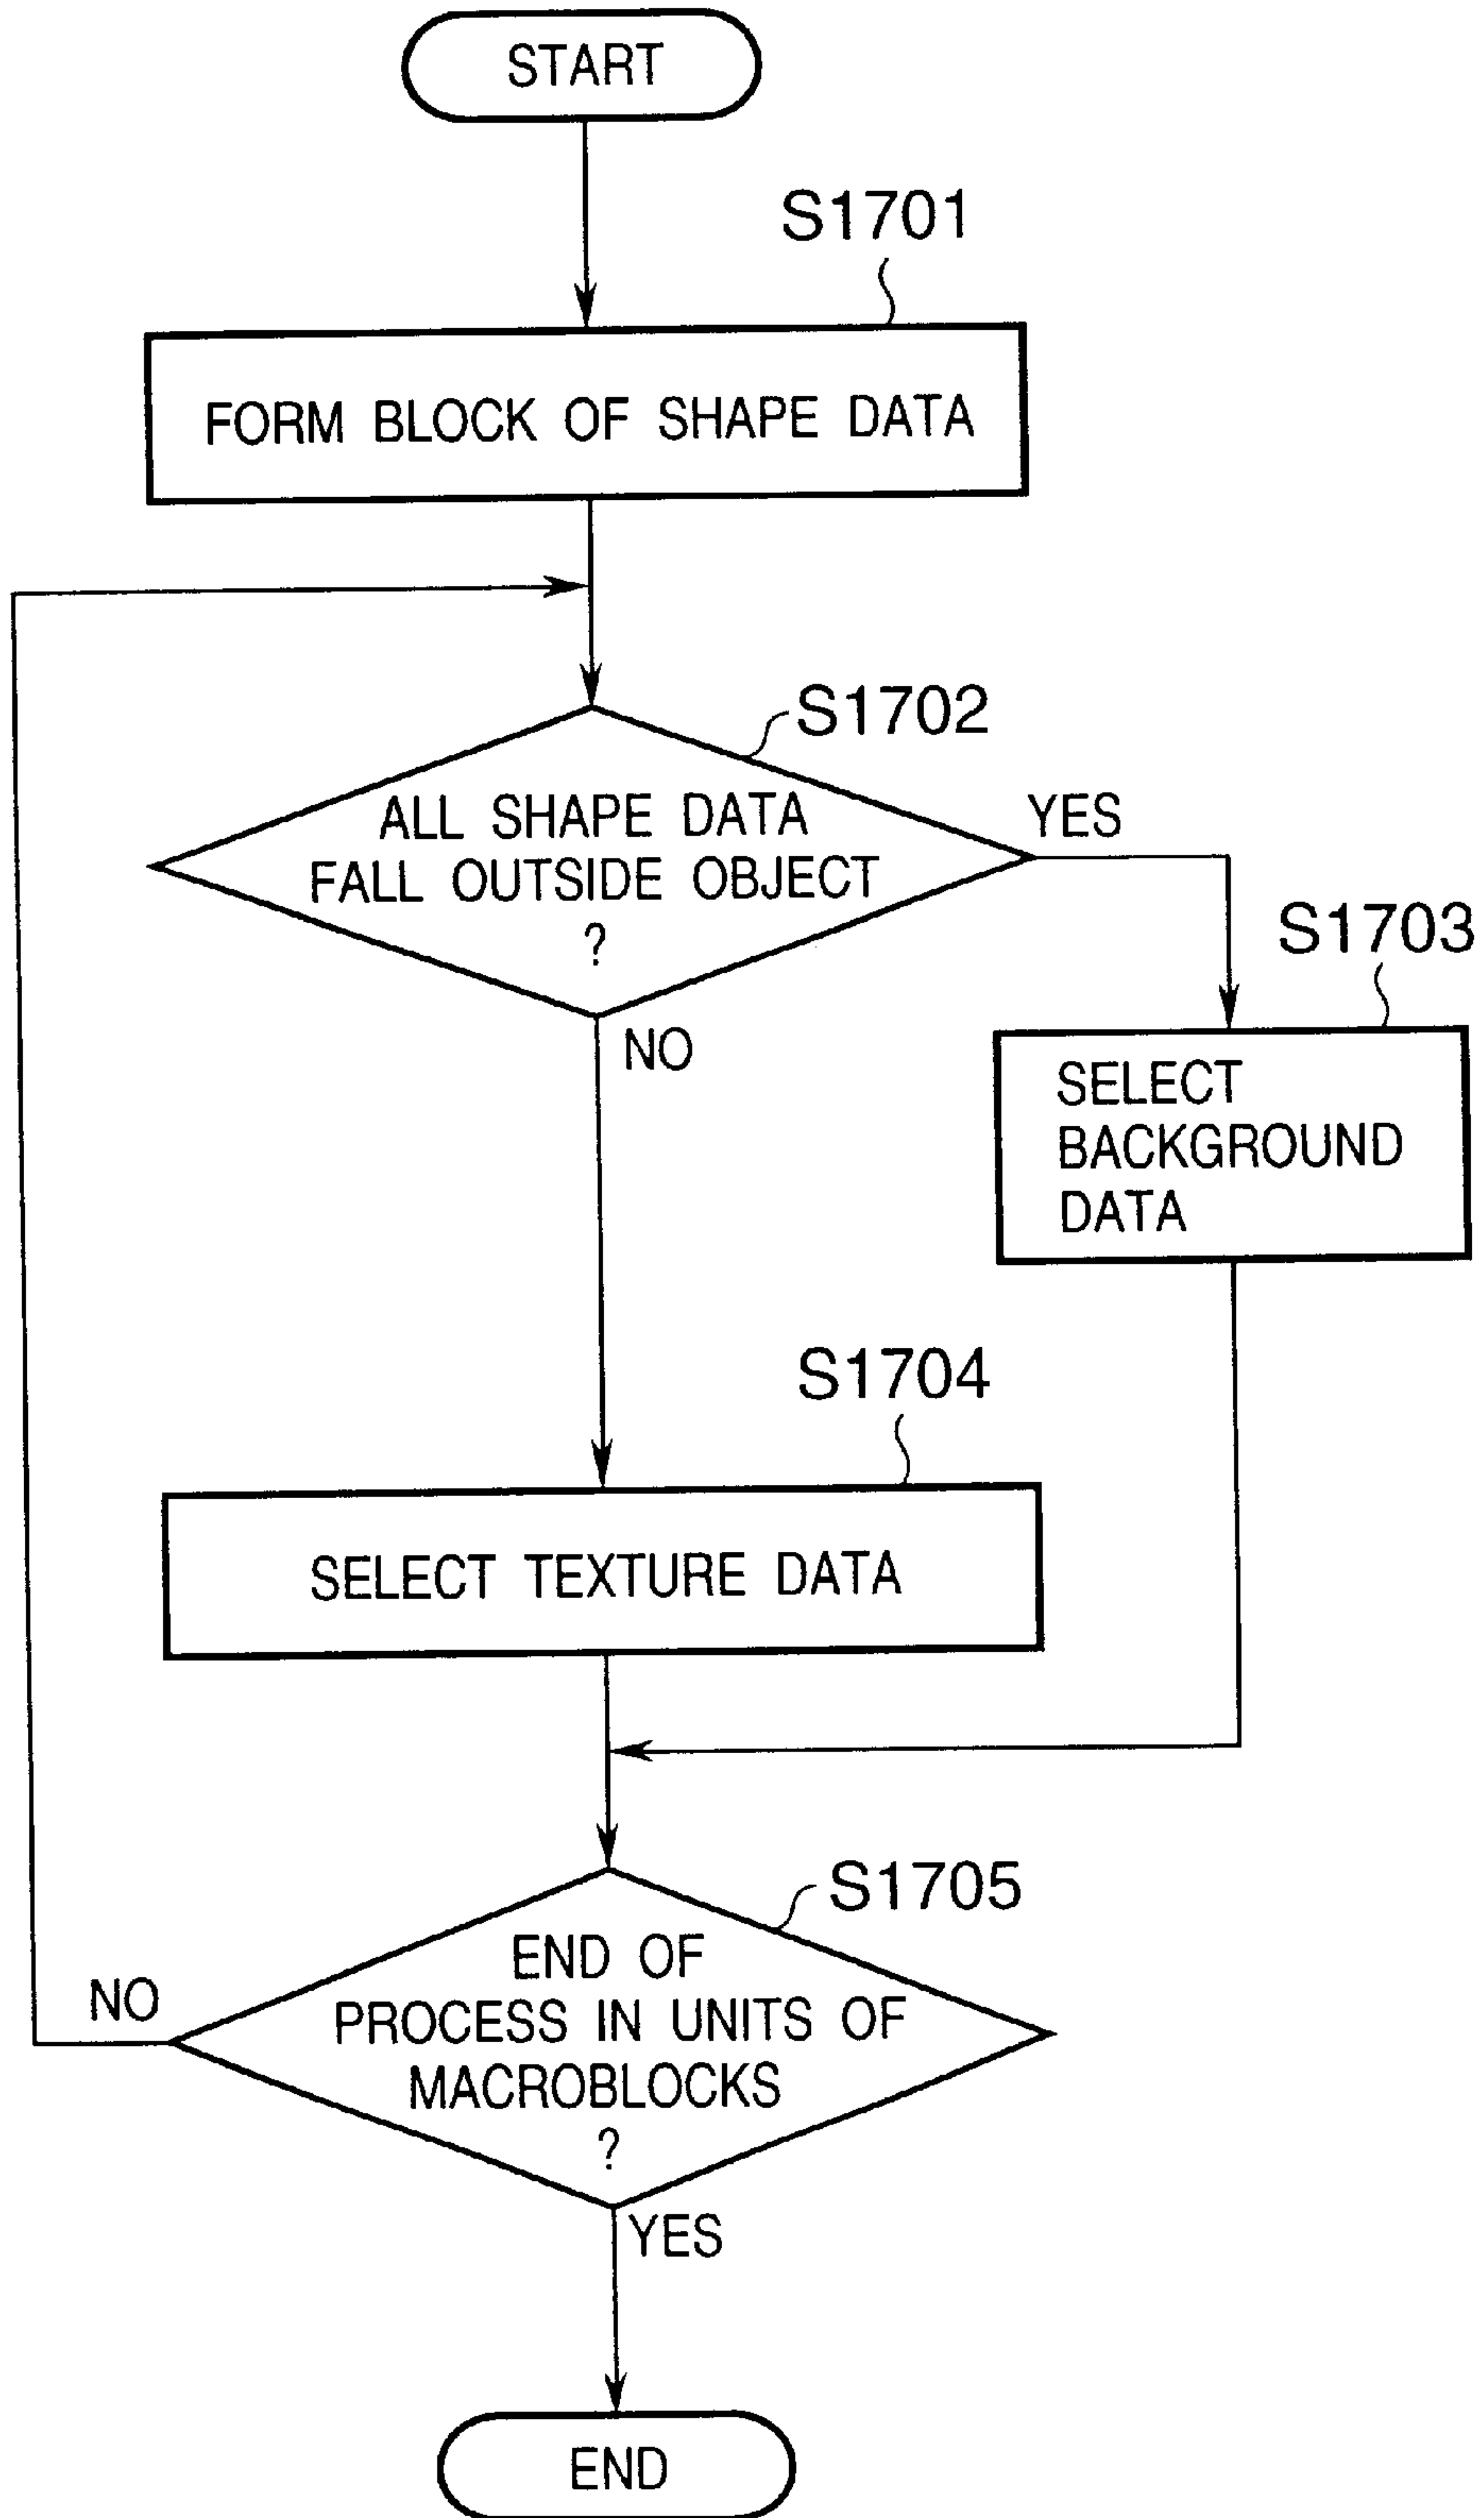 START
S1701
FORM BLOCK OF SHAPE DATA
S1702
ALL SHAPE DATA
FALL OUTSIDE OBJECT
?
YES
NO
S1703
SELECT
BACKGROUND
DATA
S1704
SELECT TEXTURE DATA
S1705
END OF
PROCESS IN UNITS OF
MACROBLOCKS
?
NO
YES
END